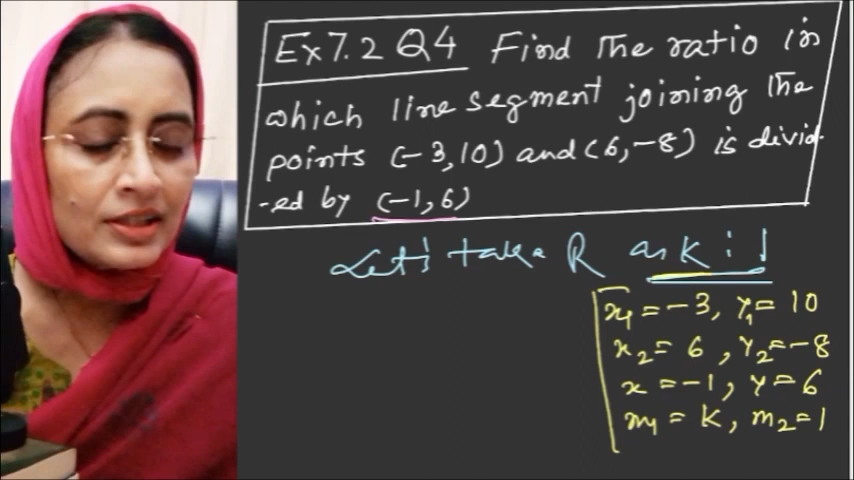 Ex 7.2 Q4 Find The ratio in
which line segment joining the
points (-3, 10) and (6, -8) is divid-
-ed by (-1, 6)
Let's take R as K : 1
x₁ = -3, y₁ = 10
x₂ = 6, y₂ = -8
x = -1, y = 6
m₁ = K, m₂ = 1